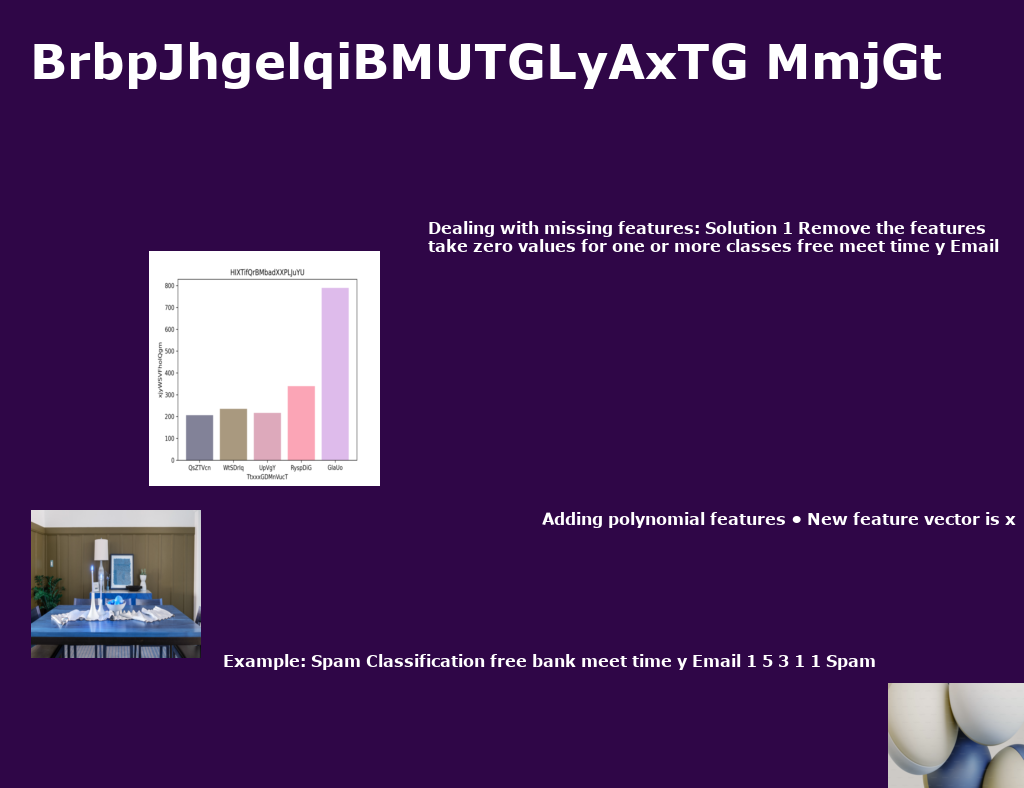 BrbpJhgelqiBMUTGLyAxTG MmjGt
Dealing with missing features: Solution 1 Remove the features
take zero values for one or more classes free meet time y Email
HIXTifQrBMbadXXPLJuYU
800
700
600
500
400
300
200
100
0
QsZTVcn WtSDrIq UpVgY RyspDiG GlaUo
TtxxxGDMnVucT
Adding polynomial features • New feature vector is x
Example: Spam Classification free bank meet time y Email 1 5 3 1 1 Spam